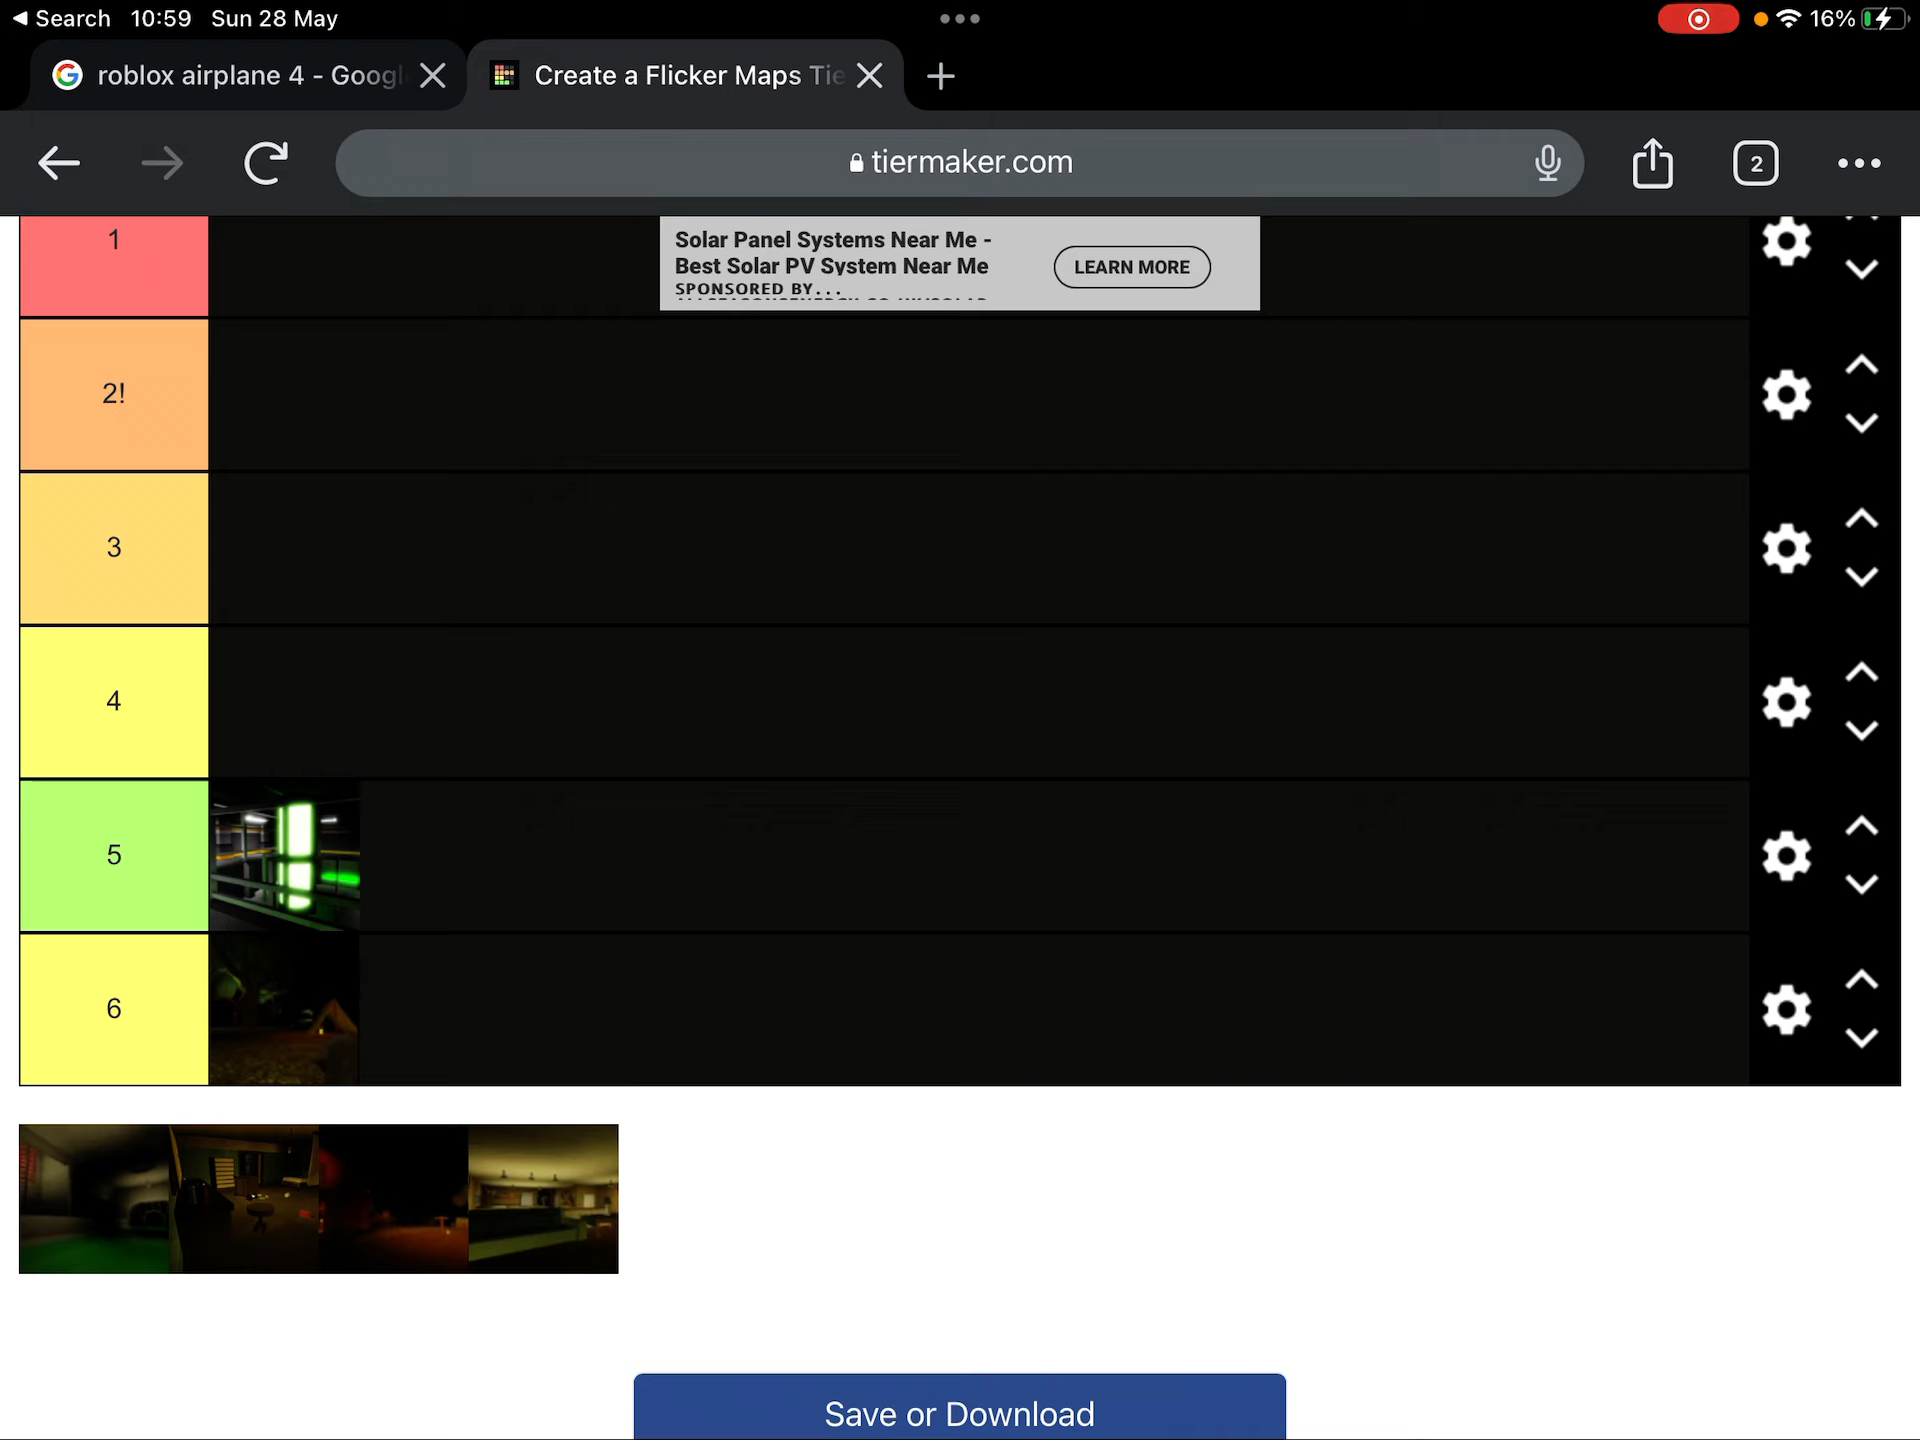 Search 10:59 Sun 28 May 16%
roblox airplane 4 - Googl
Create a Flicker Maps Tie
tiermaker.com
2
1
Solar Panel Systems Near Me -
Best Solar PV System Near Me
SPONSORED BY...
LEARN MORE
2!
3
4
5
6
Save or Download